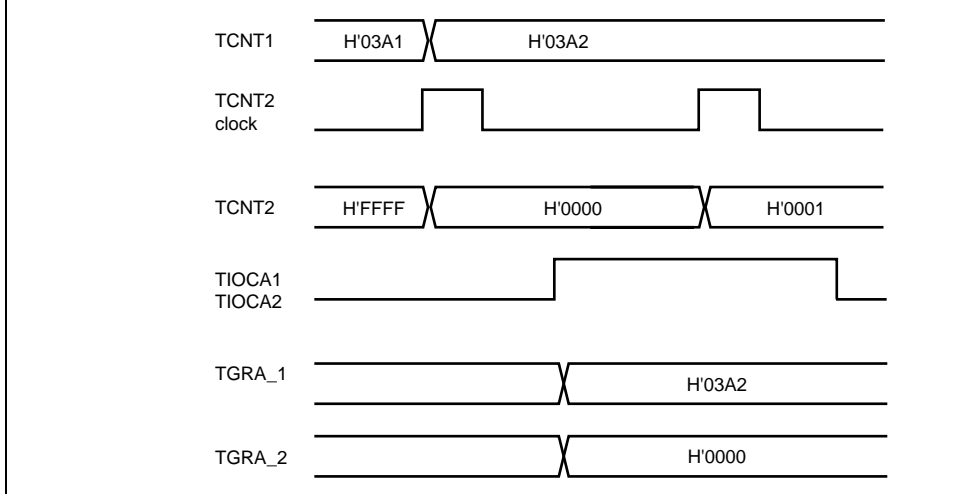 TCNT1 H'03A1 H'03A2
TCNT2
clock
TCNT2 H'FFFF H'0000 H'0001
TIOCA1
TIOCA2
TGRA_1 H'03A2
TGRA_2 H'0000